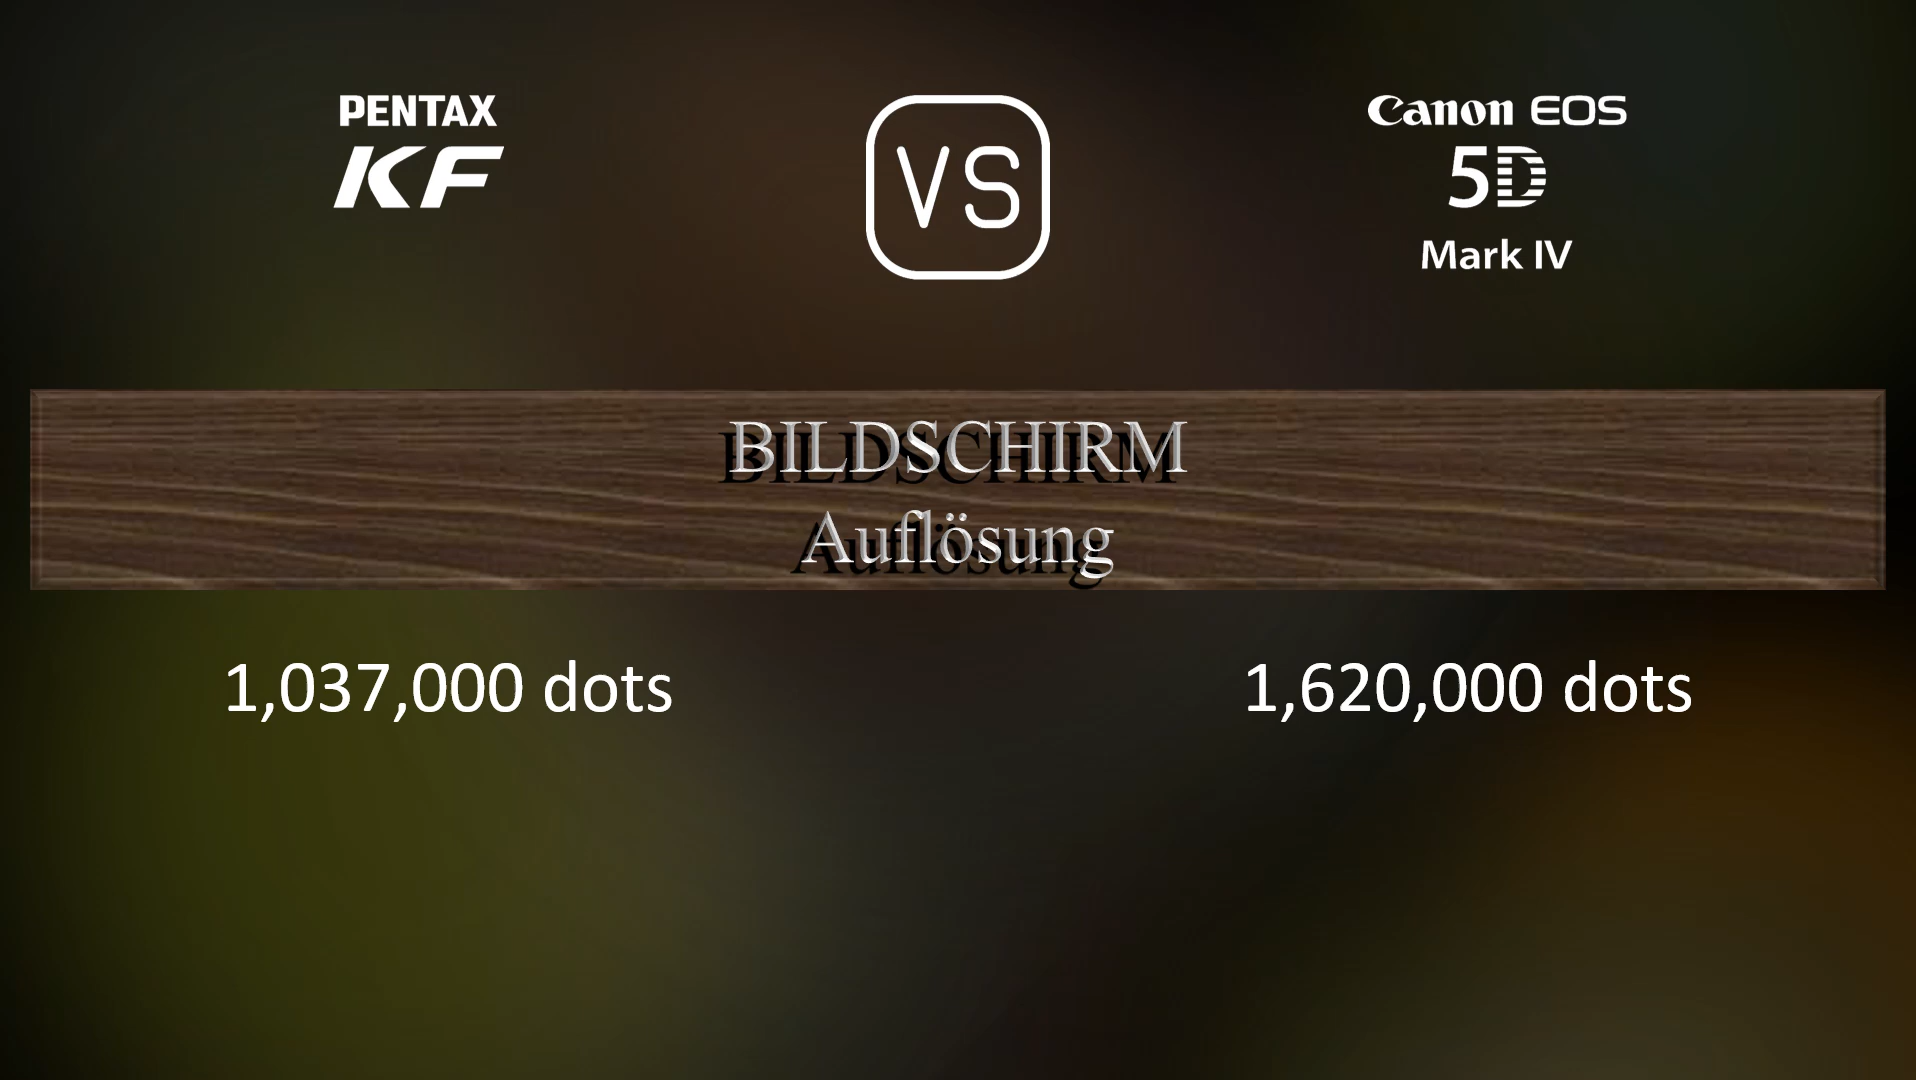 PENTAX
KF
VS
Canon EOS
5D
Mark IV
BILDSCHIRM
Auflösung
1,037,000 dots
1,620,000 dots